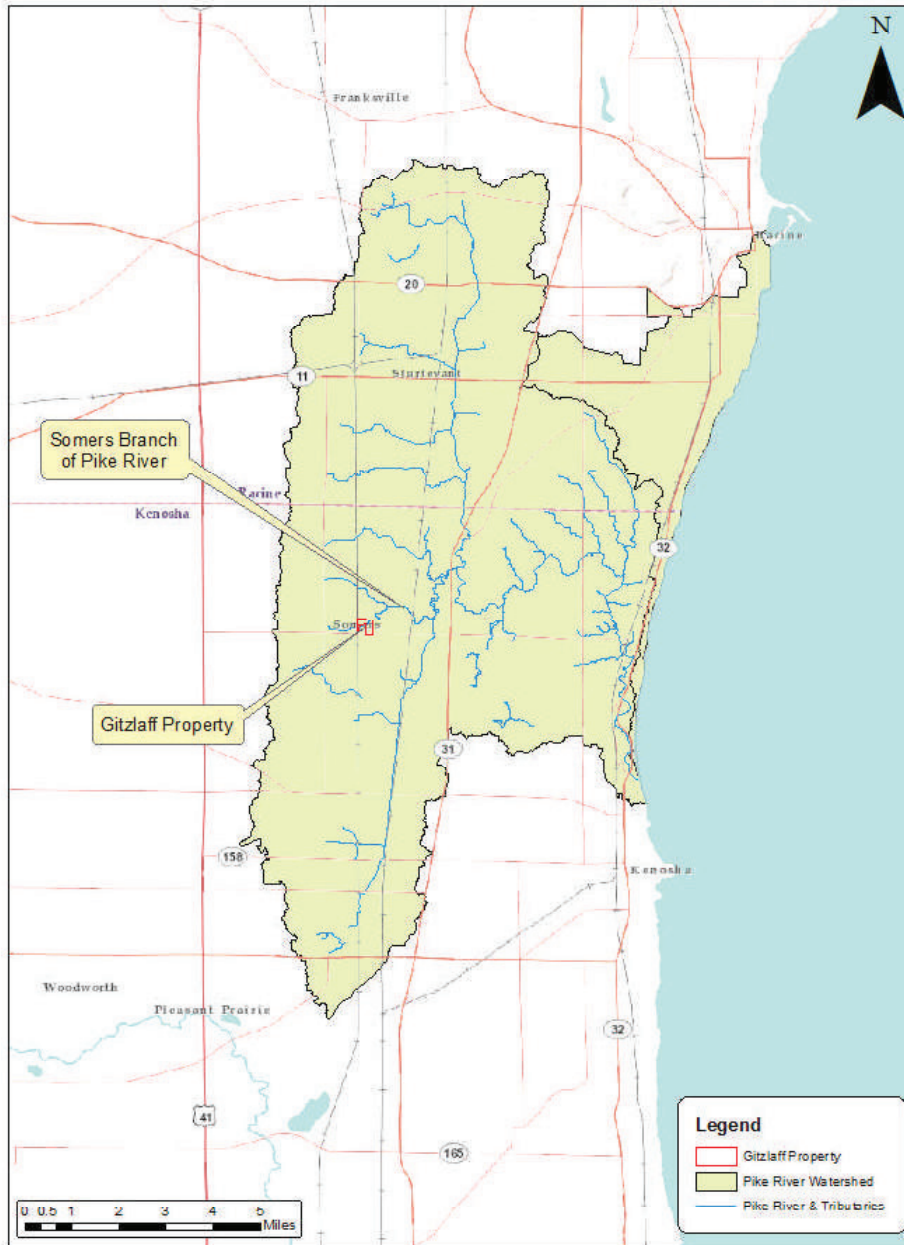 N
Franksville
Racine
20
11
Sturtevant
Somers Branch
of Pike River
Racine
Kenosha
32
Somers
Gitzlaff Property
31
158
Kenosha
Woodworth
Pleasant Prairie
32
41
165
Legend
Gitzlaff Property
Pike River Watershed
Pike River & Tributaries
0 0.5 1 2 3 4 5
Miles